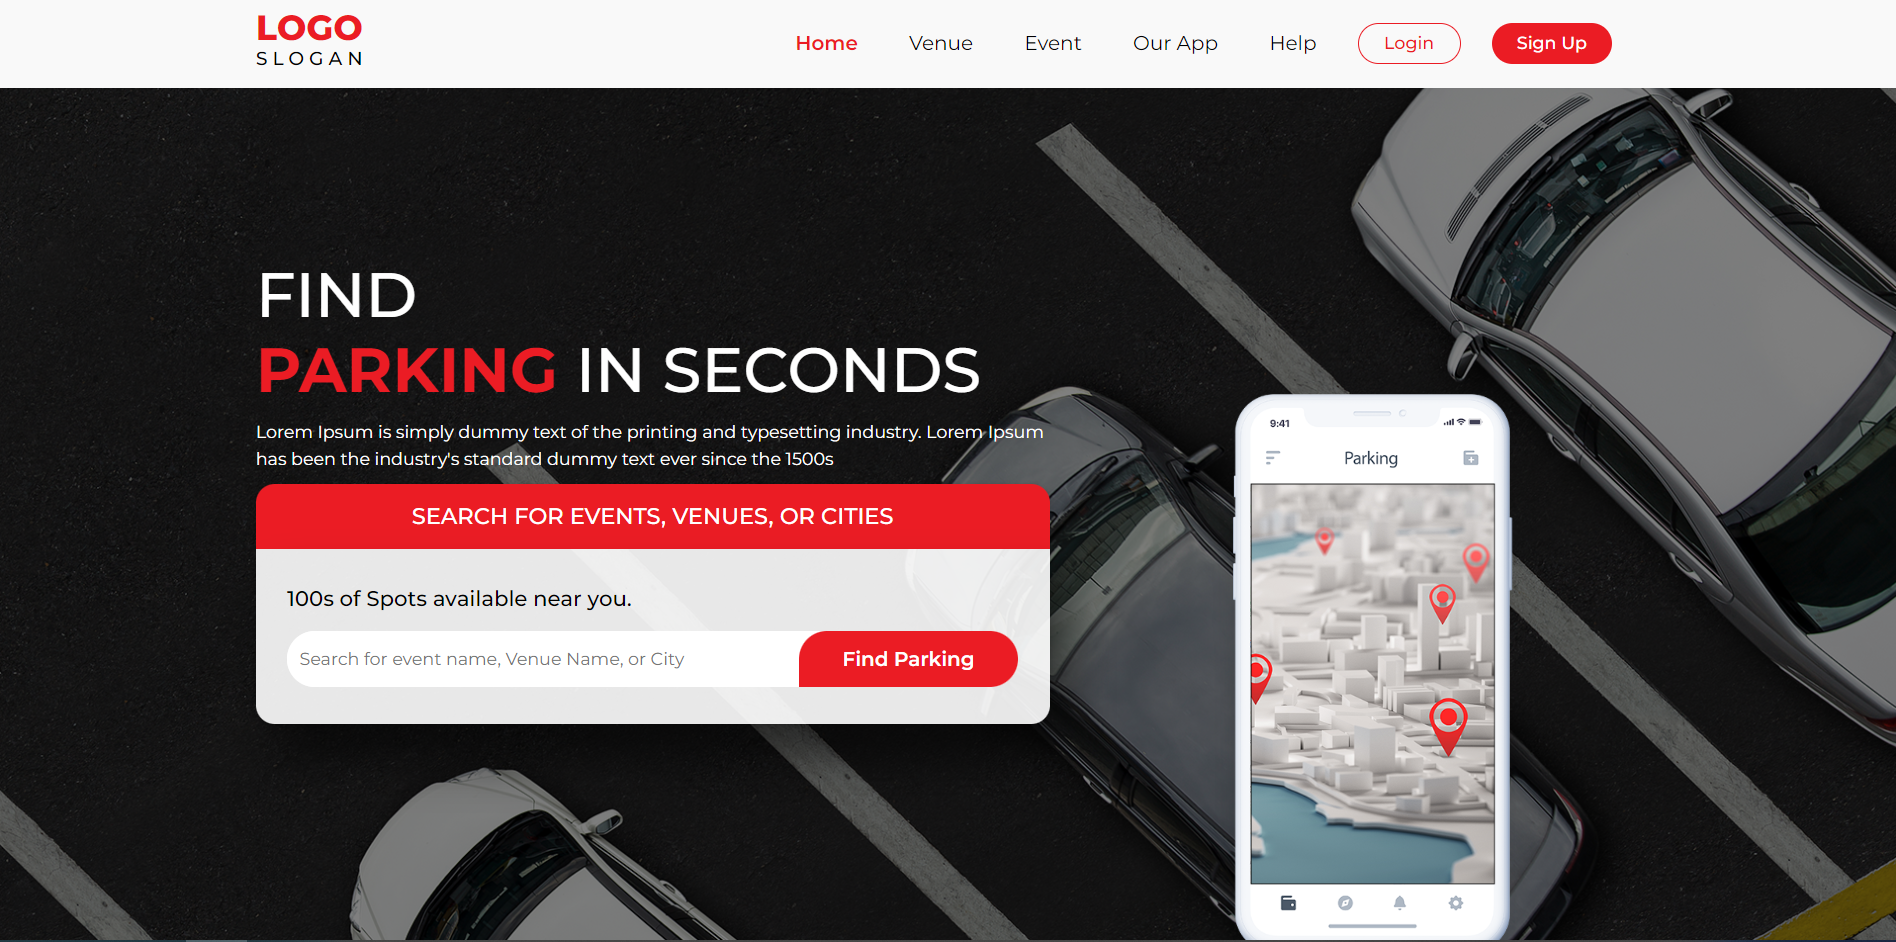 LOGO
SLOGAN
Home Venue Event Our App Help Login Sign Up
FIND
PARKING IN SECONDS
Lorem Ipsum is simply dummy text of the printing and typesetting industry. Lorem Ipsum
has been the industry's standard dummy text ever since the 1500s
SEARCH FOR EVENTS, VENUES, OR CITIES
100s of Spots available near you.
Search for event name, Venue Name, or City
Find Parking
9:41
Parking